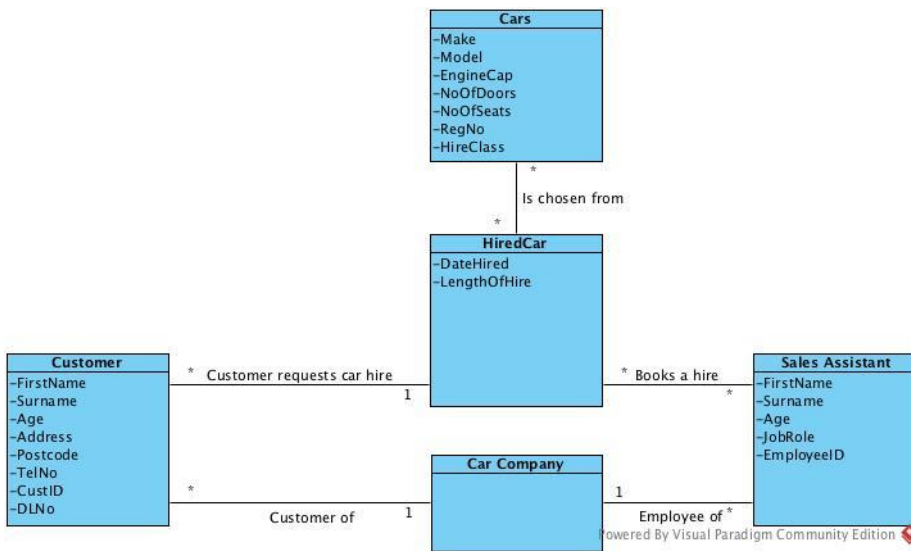 Cars
-Make
-Model
-EngineCap
-NoOfDoors
-NoOfSeats
-RegNo
-HireClass
*
Is chosen from
*
HiredCar
-DateHired
-LengthOfHire
Customer
-FirstName
-Surname
-Age
-Address
-Postcode
-TelNo
-CustID
-DLNo
* Customer requests car hire
1
* Books a hire
*
Sales Assistant
-FirstName
-Surname
-Age
-JobRole
-EmployeeID
Car Company
*
Customer of
1
1
Employee of *
Powered By Visual Paradigm Community Edition